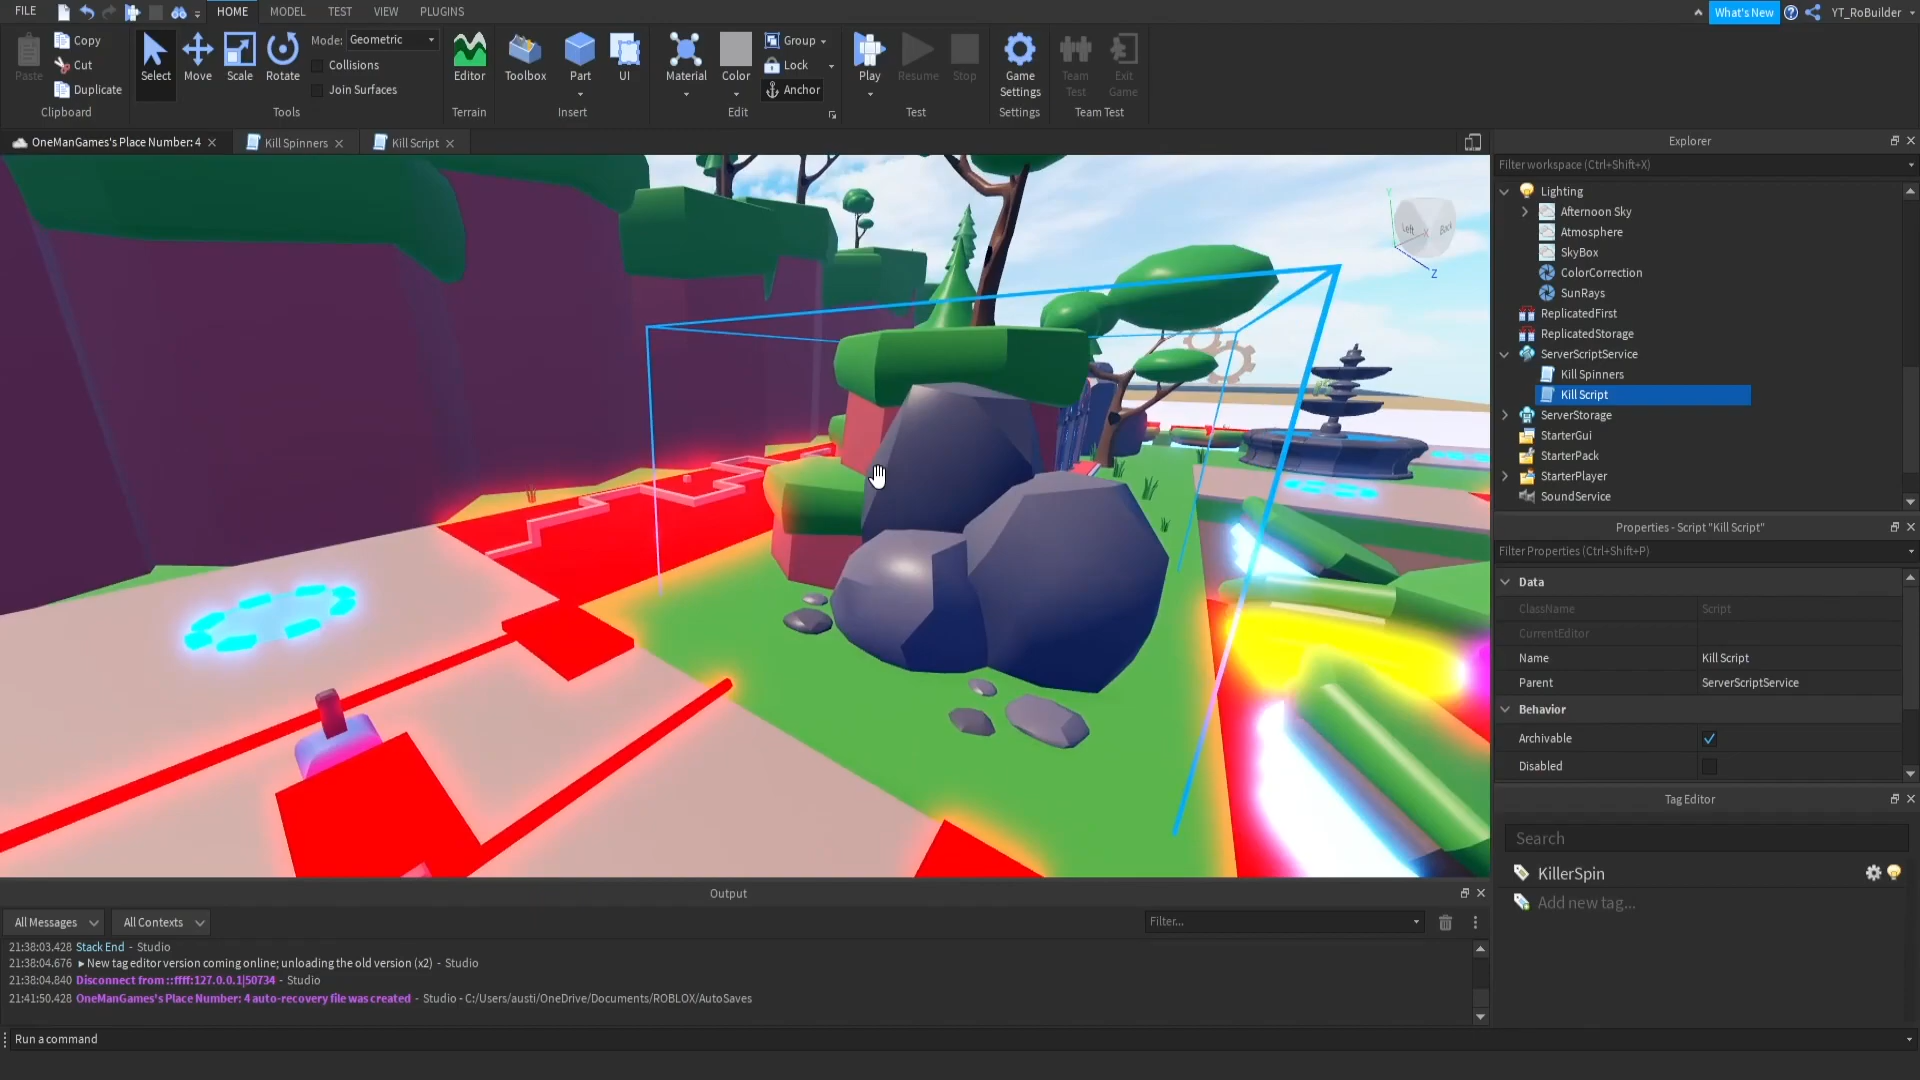 FILE HOME MODEL TEST VIEW PLUGINS What's New YT_RoBuilder
Paste Copy Cut Duplicate Clipboard
Select Move Scale Rotate Mode: Geometric Collisions Join Surfaces Tools
Editor Terrain
Toolbox Part UI Insert
Material Color Group Lock Anchor Edit
Play Resume Stop Test
Game Settings Settings
Team Test Exit Game Team Test
OneManGames's Place Number: 4 Kill Spinners Kill Script
Y
Left
X
Back
Z
Explorer
Filter workspace (Ctrl+Shift+X)
Lighting
Afternoon Sky
Atmosphere
SkyBox
ColorCorrection
SunRays
ReplicatedFirst
ReplicatedStorage
ServerScriptService
Kill Spinners
Kill Script
ServerStorage
StarterGui
StarterPack
StarterPlayer
SoundService
Properties - Script "Kill Script"
Filter Properties (Ctrl+Shift+P)
Data
ClassName Script
CurrentEditor
Name Kill Script
Parent ServerScriptService
Behavior
Archivable
Disabled
Tag Editor
Search
KillerSpin
Add new tag...
Output
All Messages All Contexts Filter...
21:38:03.428 Stack End - Studio
21:38:04.676 ▸New tag editor version coming online; unloading the old version (x2) - Studio
21:38:04.840 Disconnect from ::ffff:127.0.0.1|50734 - Studio
21:41:50.428 OneManGames's Place Number: 4 auto-recovery file was created - Studio - C:/Users/austi/OneDrive/Documents/ROBLOX/AutoSaves
Run a command